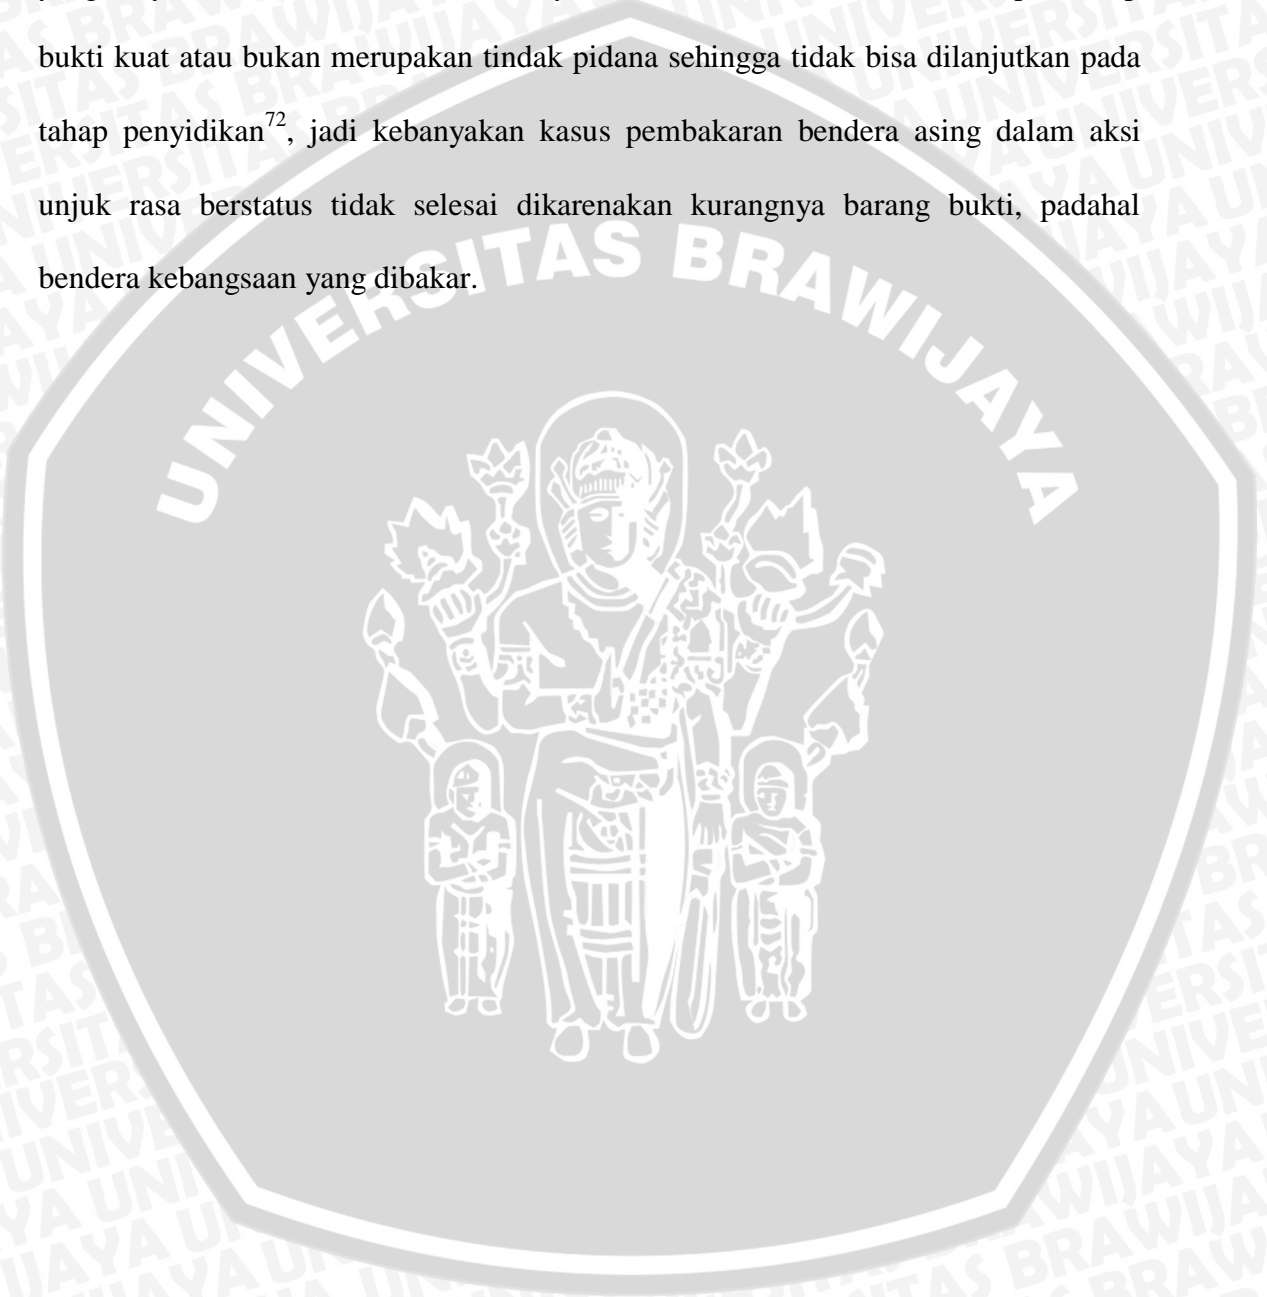 bukti kuat atau bukan merupakan tindak pidana sehingga tidak bisa dilanjutkan pada
tahap penyidikan72, jadi kebanyakan kasus pembakaran bendera asing dalam aksi
unjuk rasa berstatus tidak selesai dikarenakan kurangnya barang bukti, padahal
bendera kebangsaan yang dibakar.
UNIVERSITAS BRAWIJAYA